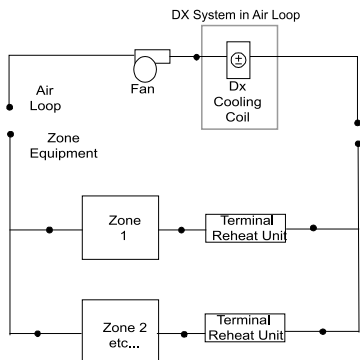 DX System in Air Loop
Air
Loop
Fan
Dx
Cooling
Coil
Zone
Equipment
Zone
1
Terminal
Reheat Unit
Zone 2
etc...
Terminal
Reheat Unit